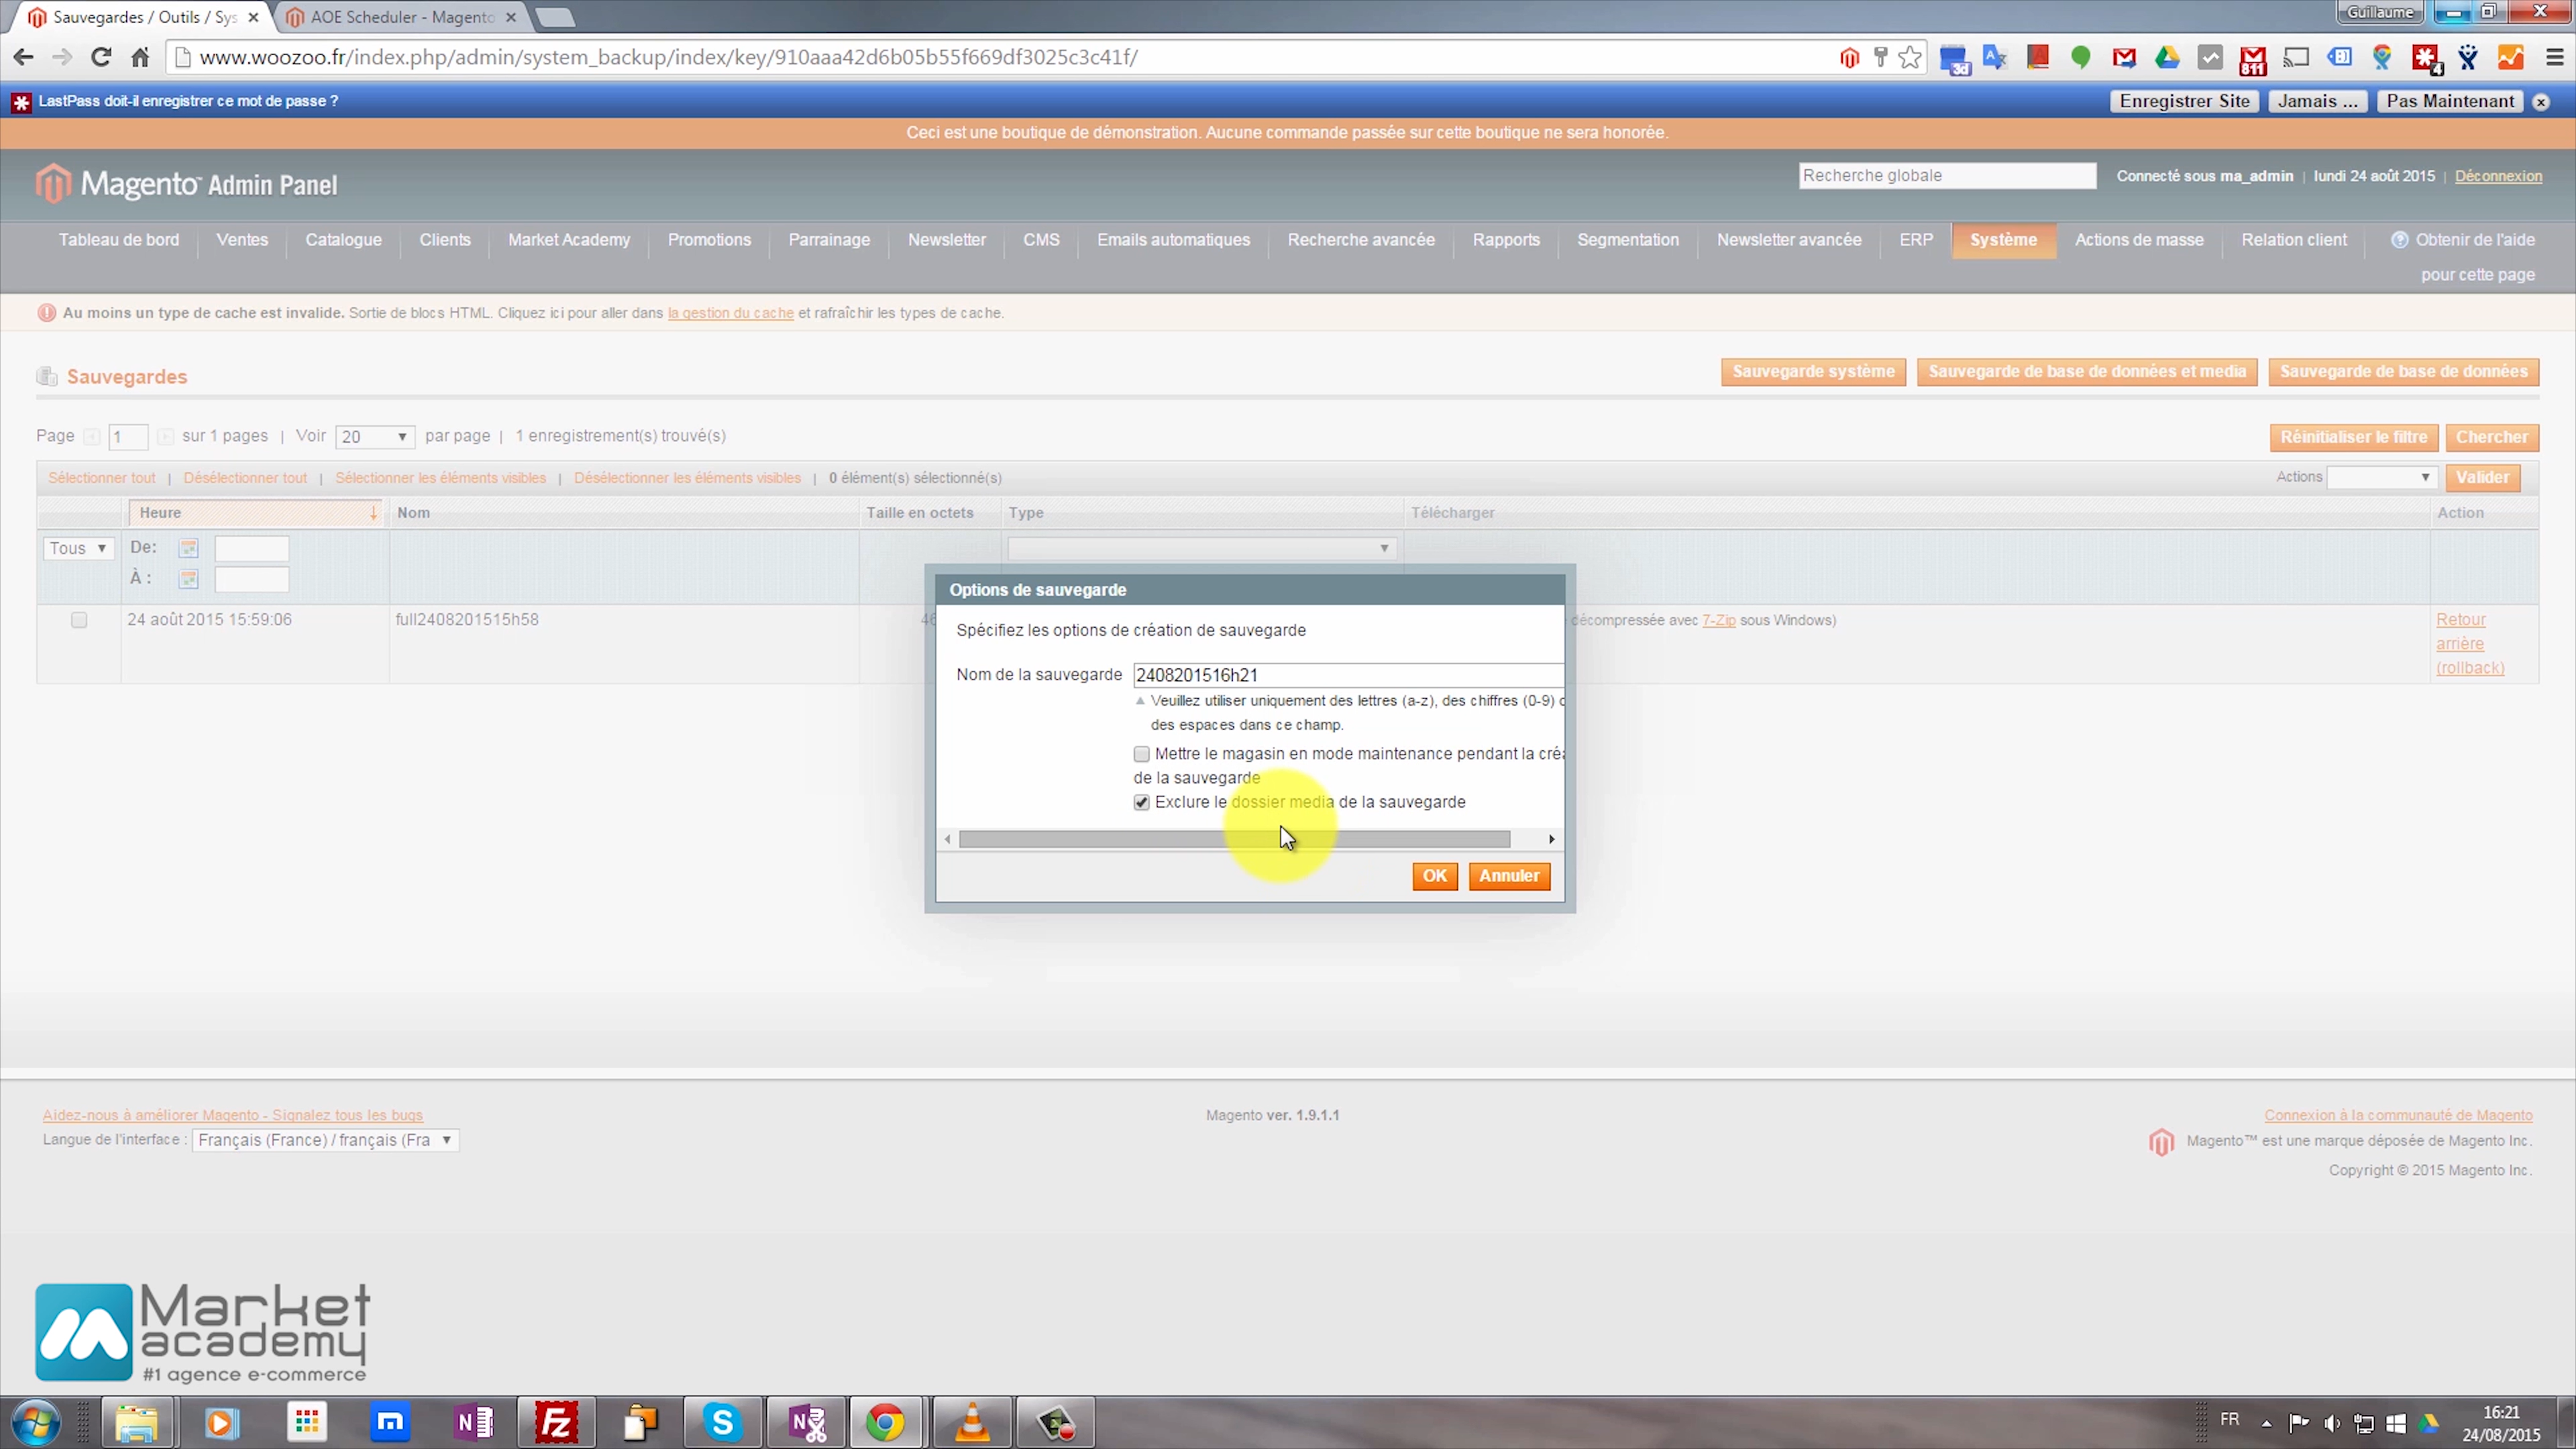 Sauvegardes / Outils / Sys
AOE Scheduler - Magento
Guillaume
www.woozoo.fr/index.php/admin/system_backup/index/key/910aaa42d6b05b55f669df3025c3c41f/
LastPass doit-il enregistrer ce mot de passe ?
Enregistrer Site
Jamais ...
Pas Maintenant
Ceci est une boutique de démonstration. Aucune commande passée sur cette boutique ne sera honorée.
Magento™ Admin Panel
Recherche globale
Connecté sous ma_admin | lundi 24 août 2015 | Déconnexion
Tableau de bord
Ventes
Catalogue
Clients
Market Academy
Promotions
Parrainage
Newsletter
CMS
Emails automatiques
Recherche avancée
Rapports
Segmentation
Newsletter avancée
ERP
Système
Actions de masse
Relation client
Obtenir de l'aide
pour cette page
Au moins un type de cache est invalide. Sortie de blocs HTML. Cliquez ici pour aller dans la gestion du cache et rafraîchir les types de cache.
Sauvegardes
Sauvegarde système
Sauvegarde de base de données et media
Sauvegarde de base de données
Page 1 sur 1 pages | Voir 20 par page | 1 enregistrement(s) trouvé(s)
Réinitialiser le filtre
Chercher
Sélectionner tout | Désélectionner tout | Sélectionner les éléments visibles | Désélectionner les éléments visibles | 0 élément(s) sélectionné(s)
Actions
Valider
Heure
Nom
Taille en octets
Type
Télécharger
Action
Tous
De:
À :
24 août 2015 15:59:06
full2408201515h58
46
décompressée avec 7-Zip sous Windows)
Retour
arrière
(rollback)
Options de sauvegarde
Spécifiez les options de création de sauvegarde
Nom de la sauvegarde
2408201516h21
Veuillez utiliser uniquement des lettres (a-z), des chiffres (0-9)
des espaces dans ce champ.
Mettre le magasin en mode maintenance pendant la cré
de la sauvegarde
Exclure le dossier media de la sauvegarde
OK
Annuler
Aidez-nous à améliorer Magento - Signalez tous les bugs
Langue de l'interface : Français (France) / français (Fra
Magento ver. 1.9.1.1
Connexion à la communauté de Magento
Magento™ est une marque déposée de Magento Inc.
Copyright © 2015 Magento Inc.
Market
academy
#1 agence e-commerce
FR
16:21
24/08/2015